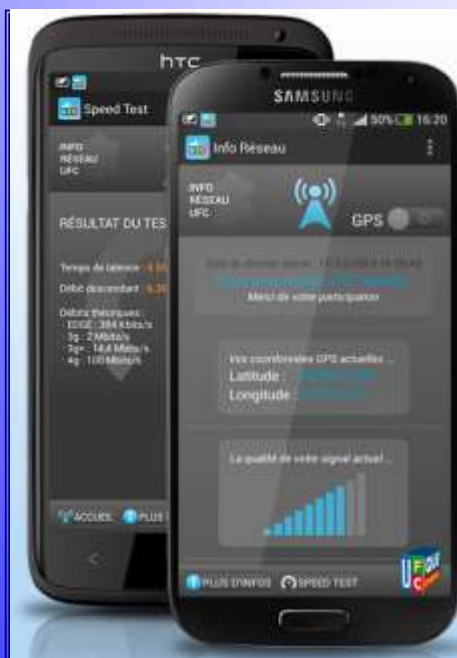 hTC
Speed Test
INFO
RÉSEAU
UFC
RÉSULTAT DU TES
Temps de latence :
Débit descendant :
Débits théoriques :
- EDGE : 384 Kbits/s
- 3g : 2 Mbits/s
- 3g+ : 14,4 Mbits/s
- 4g : 100 Mbits/s
ACCUEIL PLUS
SAMSUNG
50% 16:20
Info Réseau
INFO
RÉSEAU
UFC
GPS
Merci de votre participation
Vos coordonnées GPS actuelles ...
Latitude :
Longitude :
La qualité de votre signal actuel ...
PLUS D'INFOS SPEED TEST
UFC QUE